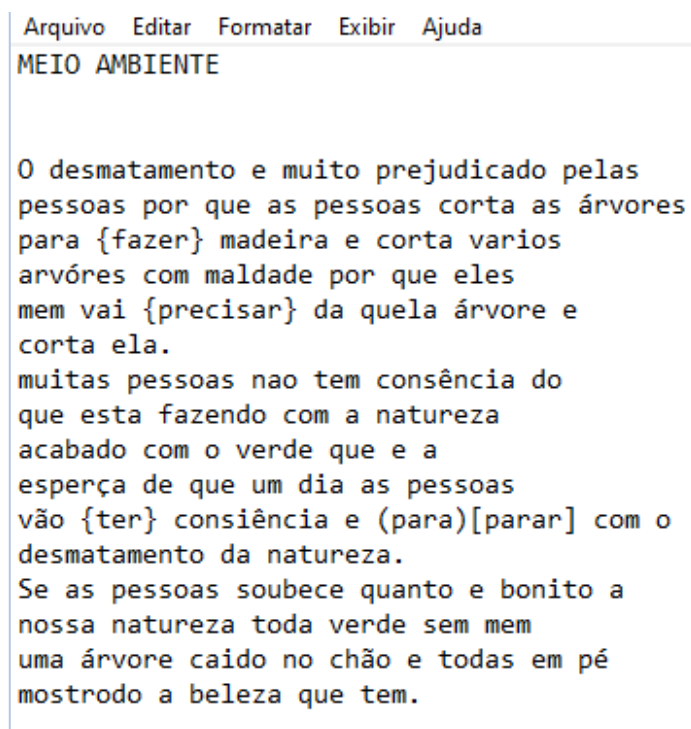 Arquivo Editar Formatar Exibir Ajuda
MEIO AMBIENTE
O desmatamento e muito prejudicado pelas
pessoas por que as pessoas corta as árvores
para {fazer} madeira e corta varios
arvóres com maldade por que eles
mem vai {precisar} da quela árvore e
corta ela.
muitas pessoas nao tem consência do
que esta fazendo com a natureza
acabado com o verde que e a
esperça de que um dia as pessoas
vão {ter} consiência e (para)[parar] com o
desmatamento da natureza.
Se as pessoas soubece quanto e bonito a
nossa natureza toda verde sem mem
uma árvore caido no chão e todas em pé
mostrodo a beleza que tem.